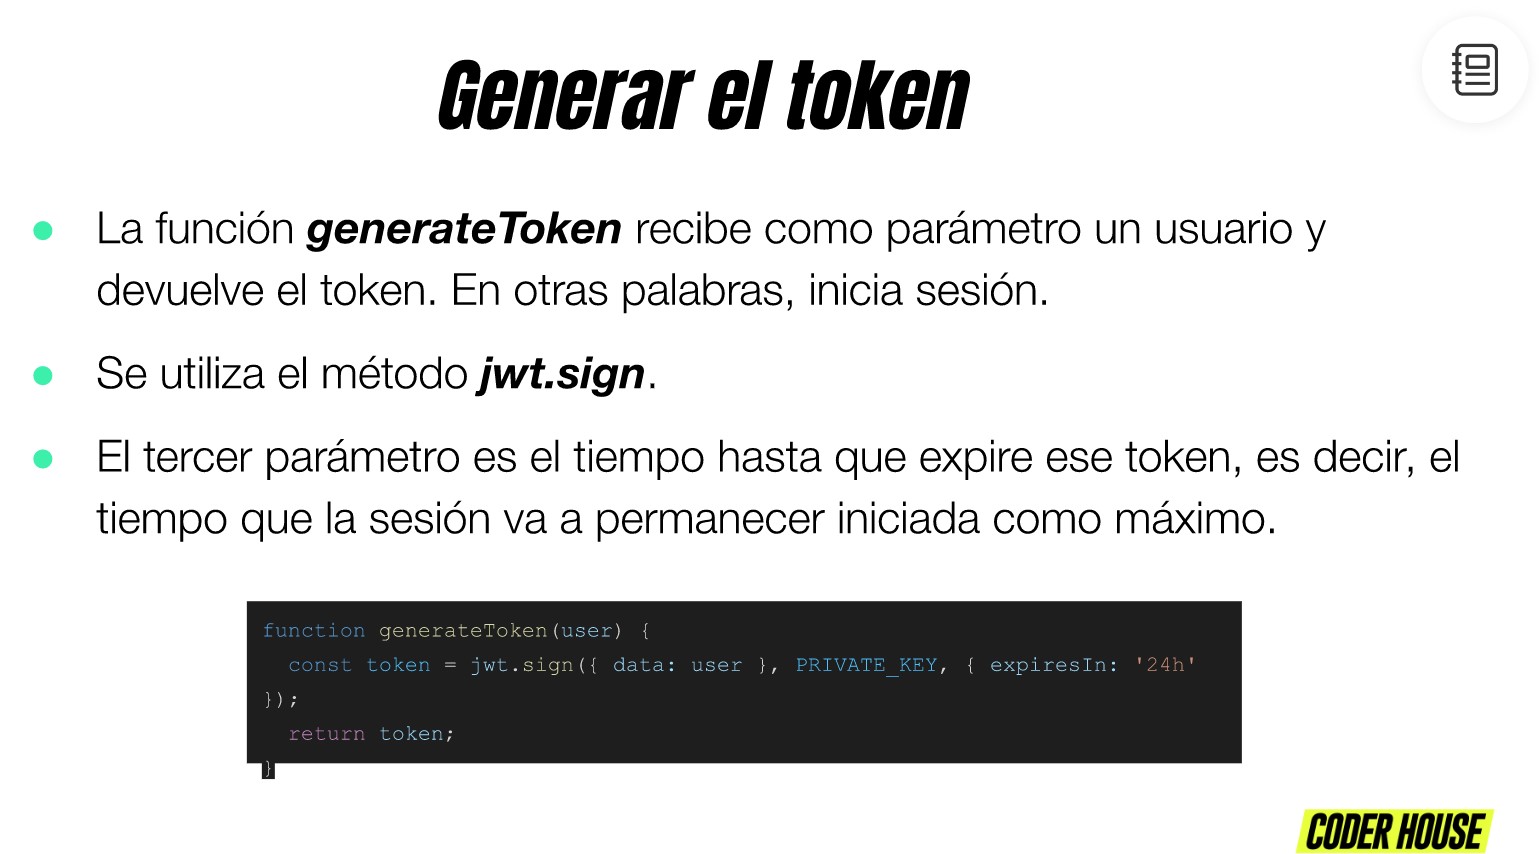 Generar el token
La función generateToken recibe como parámetro un usuario y
devuelve el token. En otras palabras, inicia sesión.
Se utiliza el método jwt.sign.
El tercer parámetro es el tiempo hasta que expire ese token, es decir, el
tiempo que la sesión va a permanecer iniciada como máximo.
function generateToken(user) {
  const token = jwt.sign({ data: user }, PRIVATE_KEY, { expiresIn: '24h'
});
  return token;
}
CODER HOUSE